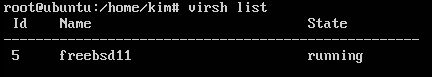 root@ubuntu:/home/kim# virsh list
 Id    Name                           State
----------------------------------------------------
 5     freebsd11                      running